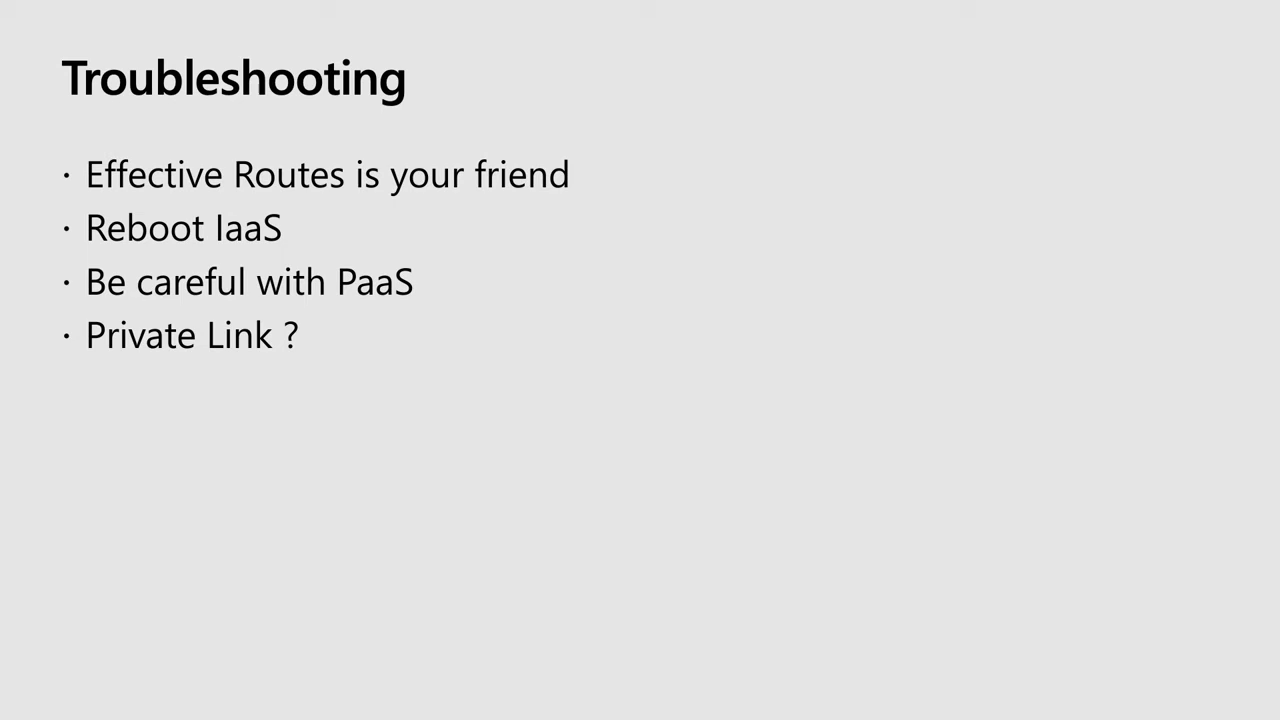 Troubleshooting
· Effective Routes is your friend
· Reboot IaaS
· Be careful with PaaS
· Private Link ?